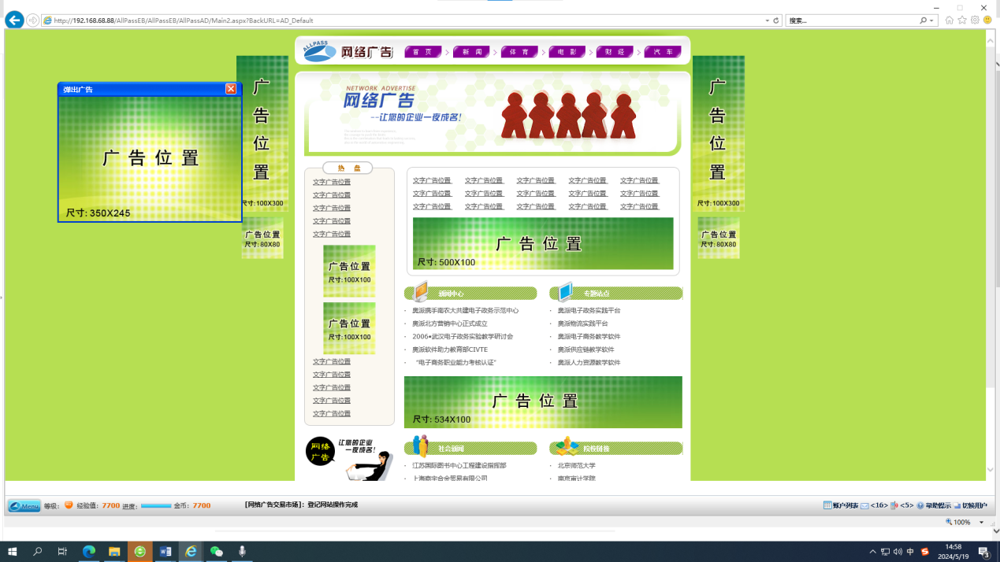 http://192.168.68.88/AllPassEB/AllPassEB/AllPassAD/Main2.aspx?BackURL=AD_Default
搜索...
ALLPASS 网络广告
首 页 > 新 闻 > 体 育 > 电 影 > 财 经 > 汽 车
弹出广告
广告位置
尺寸: 350X245
广告位置
尺寸:100X300
广告位置
尺寸: 80X80
NETWORK ADVERTISE
网络广告
--让您的企业一夜成名!
广告位置
尺寸:100X300
广告位置
尺寸: 80X80
热 盘
文字广告位置
文字广告位置
文字广告位置
文字广告位置
文字广告位置
广告位置
尺寸:100X100
广告位置
尺寸:100X100
文字广告位置
文字广告位置
文字广告位置
文字广告位置
文字广告位置
网络广告
让您的企业
一夜成名!
文字广告位置 文字广告位置 文字广告位置 文字广告位置 文字广告位置
文字广告位置 文字广告位置 文字广告位置 文字广告位置 文字广告位置
文字广告位置 文字广告位置 文字广告位置 文字广告位置 文字广告位置
广告位置
尺寸: 500X100
新闻中心
· 奥派携手南农大共建电子政务示范中心
· 奥派北方营销中心正式成立
· 2006•武汉电子政务实验教学研讨会
· 奥派软件助力教育部CIVTE
· “电子商务职业能力考核认证”
专题站点
· 奥派电子政务实践平台
· 奥派物流实践平台
· 奥派电子商务教学软件
· 奥派供应链教学软件
· 奥派人力资源教学软件
广告位置
尺寸: 534X100
社会新闻
· 江苏国际图书中心工程建设指挥部
· 上海商宇合金贸易有限公司
院校链接
· 北京师范大学
· 南京审计学院
Menu 等级: 经验值: 7700 进度: 金币: 7700
[网络广告交易市场]: 登记网站操作完成
账户列表 <16> <5> 帮助提示 切换用户
100%
中
14:58
2024/5/19
3